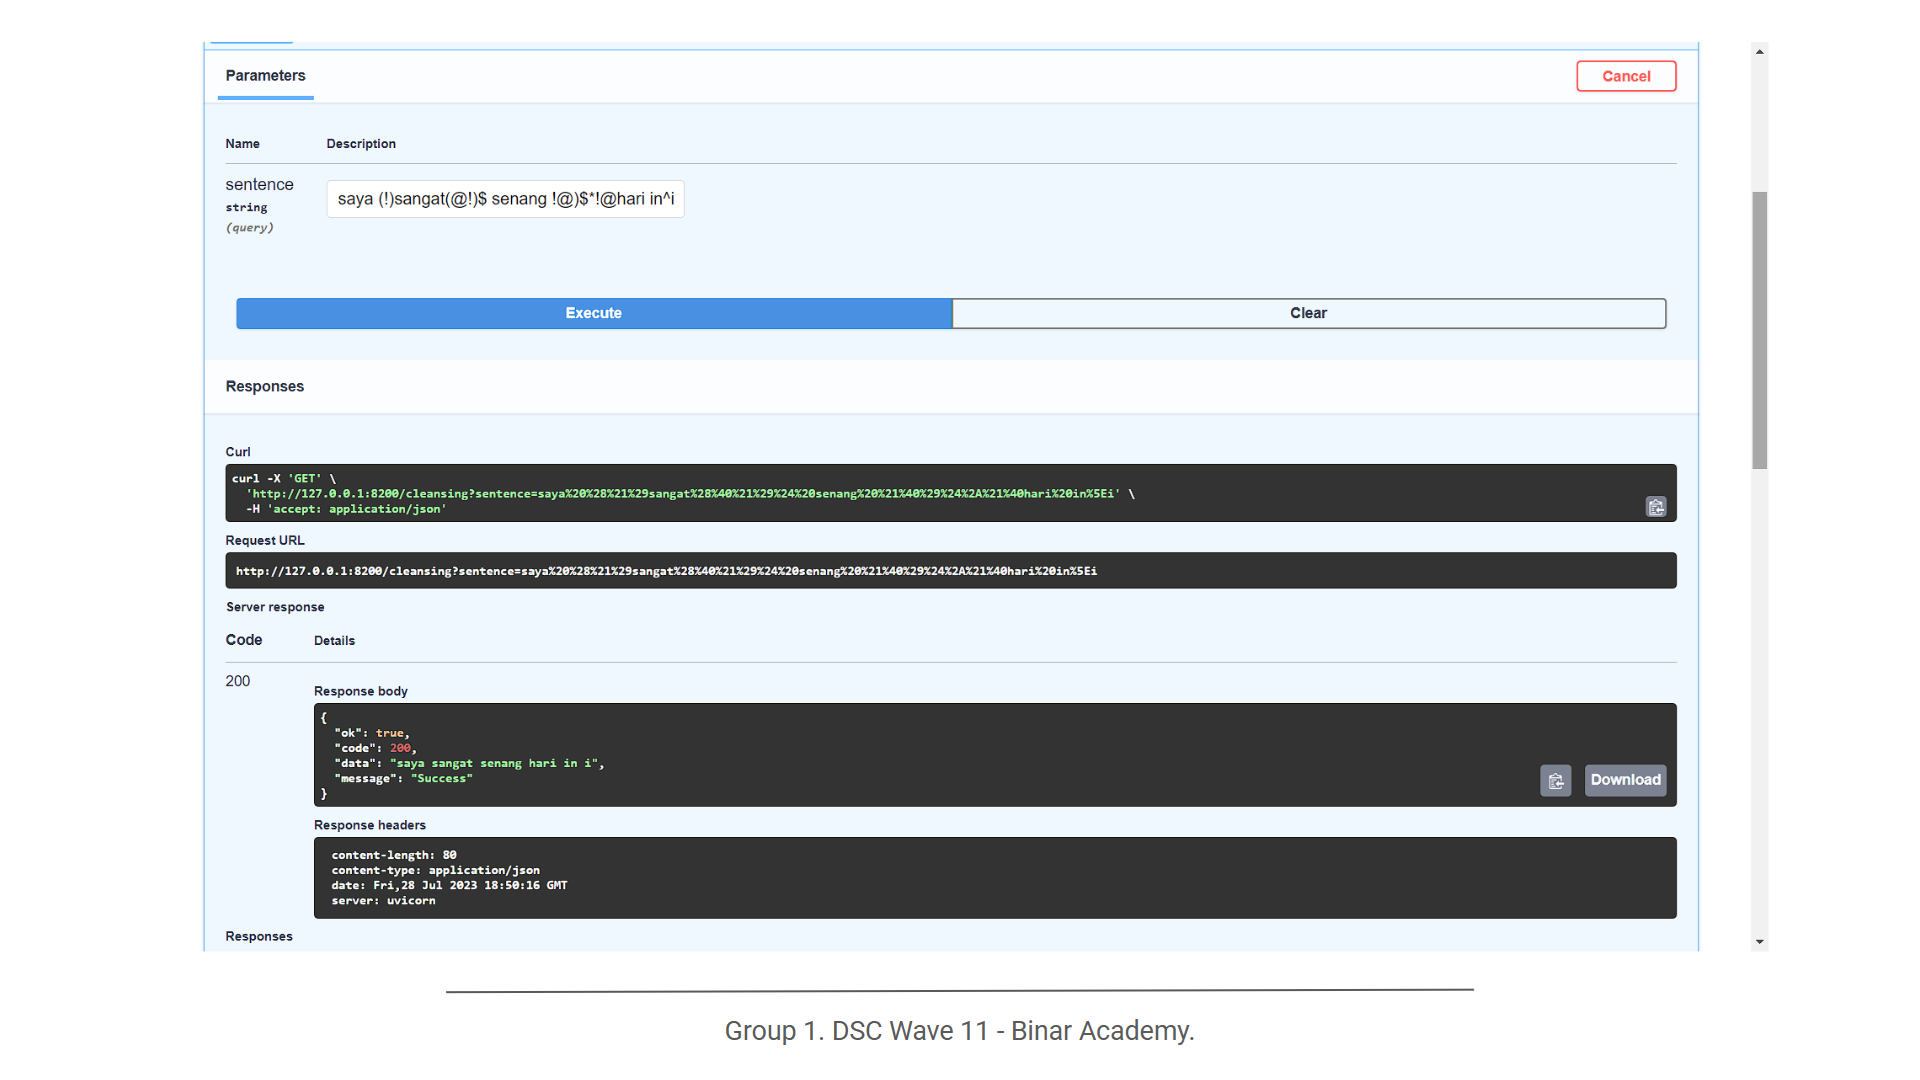 Parameters
Cancel
Name Description
sentence
string
(query)
saya (!)sangat(@!)$ senang !@)$*!@hari in^i
Execute Clear
Responses
Curl
curl -X 'GET' \
'http://127.0.0.1:8200/cleansing?sentence=saya%20%28%21%29sangat%28%40%21%29%24%20senang%20%21%40%29%24%2A%21%40hari%20in%5Ei' \
-H 'accept: application/json'
Request URL
http://127.0.0.1:8200/cleansing?sentence=saya%20%28%21%29sangat%28%40%21%29%24%20senang%20%21%40%29%24%2A%21%40hari%20in%5Ei
Server response
Code Details
200
Response body
{
"ok": true,
"code": 200,
"data": "saya sangat senang hari in i",
"message": "Success"
}
Download
Response headers
content-length: 80
content-type: application/json
date: Fri,28 Jul 2023 18:50:16 GMT
server: uvicorn
Responses
Group 1. DSC Wave 11 - Binar Academy.